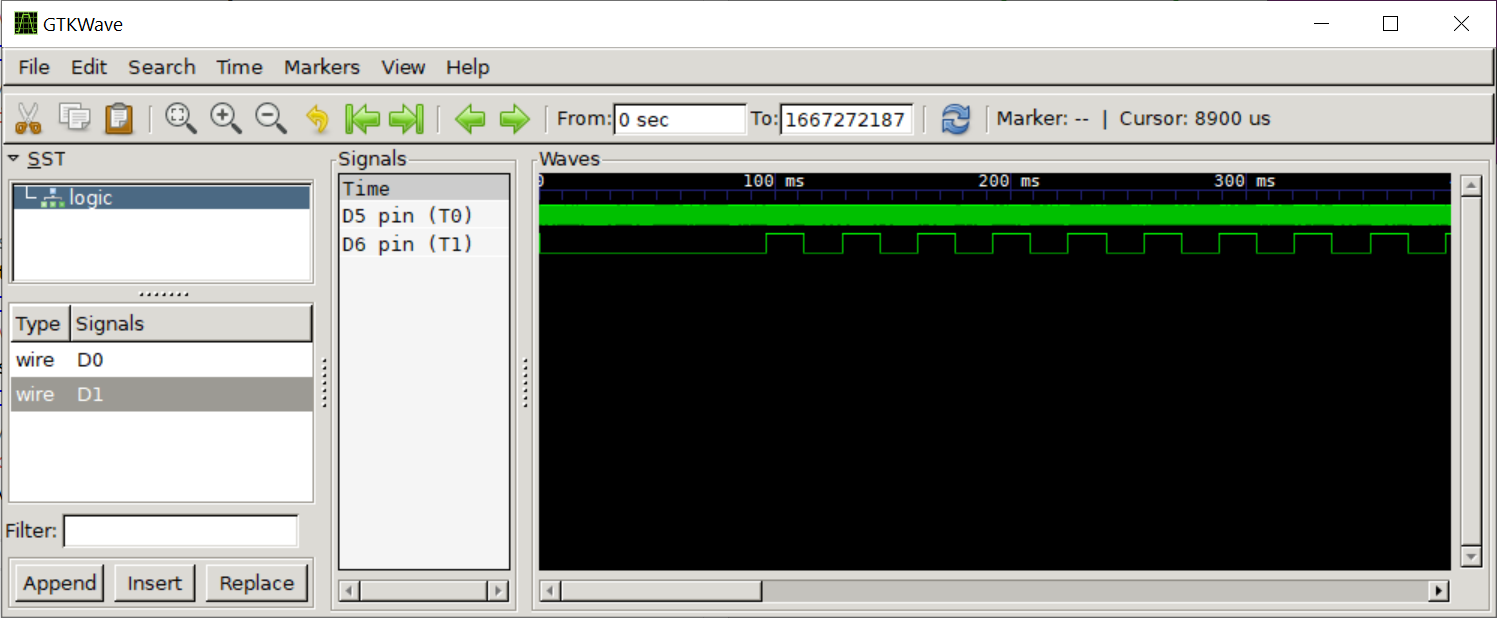 GTKWave
File Edit Search Time Markers View Help
From: 0 sec To: 1667272187 Marker: -- | Cursor: 8900 us
SST
logic
Type Signals
wire D0
wire D1
Filter:
Append Insert Replace
Signals
Time
D5 pin (T0)
D6 pin (T1)
Waves
0 100 ms 200 ms 300 ms